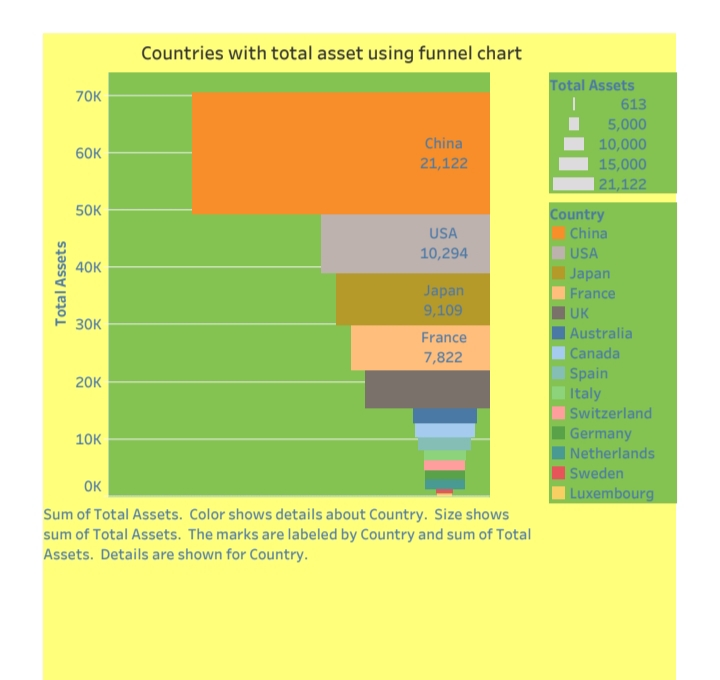 Countries with total asset using funnel chart
Total Assets
70K
60K
50K
40K
30K
20K
10K
0K
China
21,122
USA
10,294
Japan
9,109
France
7,822
Total Assets
613
5,000
10,000
15,000
21,122
Country
China
USA
Japan
France
UK
Australia
Canada
Spain
Italy
Switzerland
Germany
Netherlands
Sweden
Luxembourg
Sum of Total Assets. Color shows details about Country. Size shows
sum of Total Assets. The marks are labeled by Country and sum of Total
Assets. Details are shown for Country.